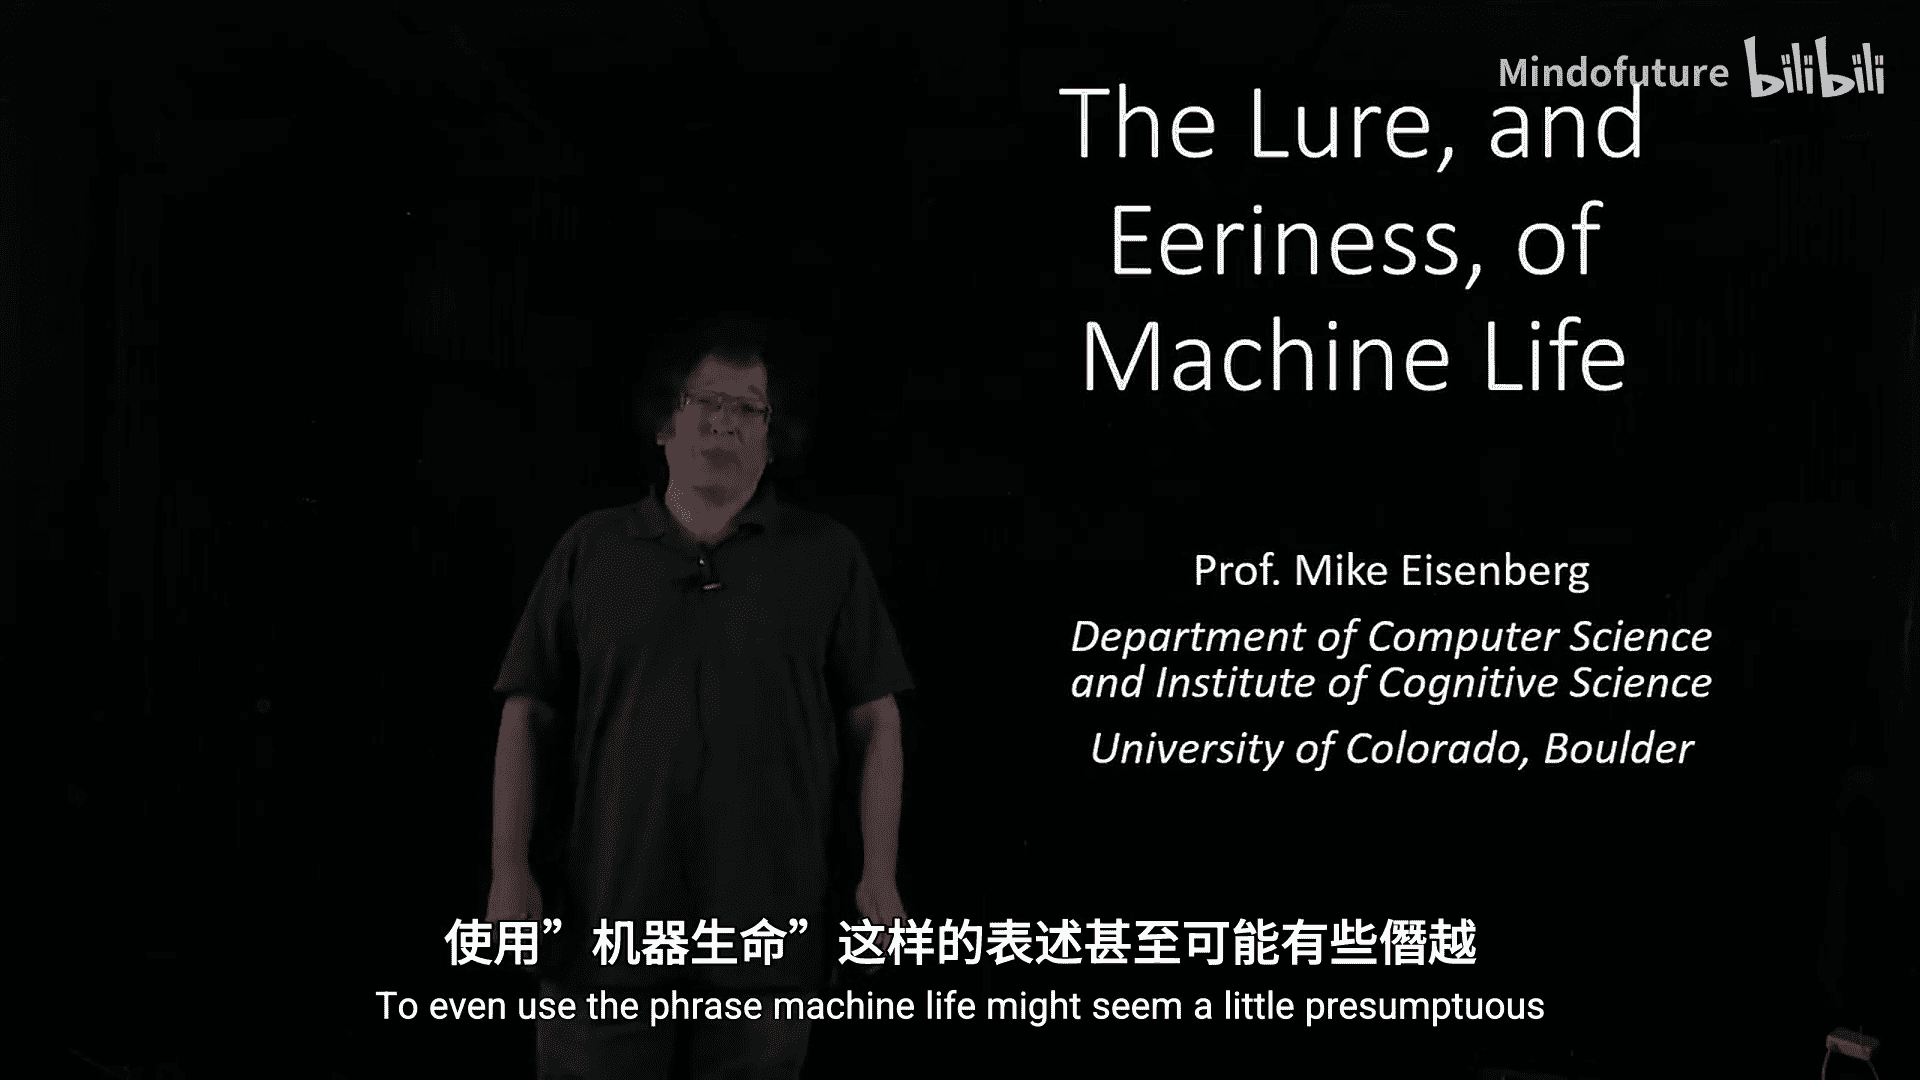 Mindofuture bilibili
The Lure, and
Eeriness, of
Machine Life
Prof. Mike Eisenberg
Department of Computer Science
and Institute of Cognitive Science
University of Colorado, Boulder
使用”机器生命”这样的表述甚至可能有些僭越
To even use the phrase machine life might seem a little presumptuous